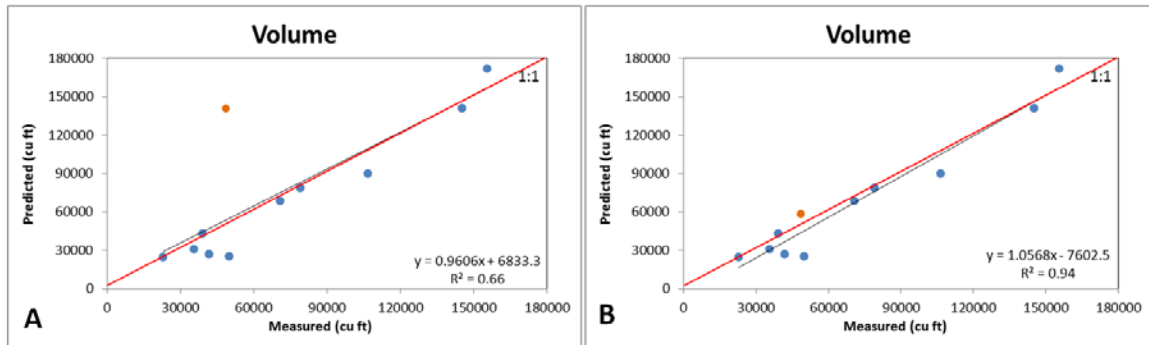 Volume
180000
150000
120000
90000
60000
30000
0
Predicted (cu ft)
1:1
y = 0.9606x + 6833.3
R² = 0.66
0 30000 60000 90000 120000 150000 180000
Measured (cu ft)
A
Volume
180000
150000
120000
90000
60000
30000
0
Predicted (cu ft)
1:1
y = 1.0568x - 7602.5
R² = 0.94
0 30000 60000 90000 120000 150000 180000
Measured (cu ft)
B